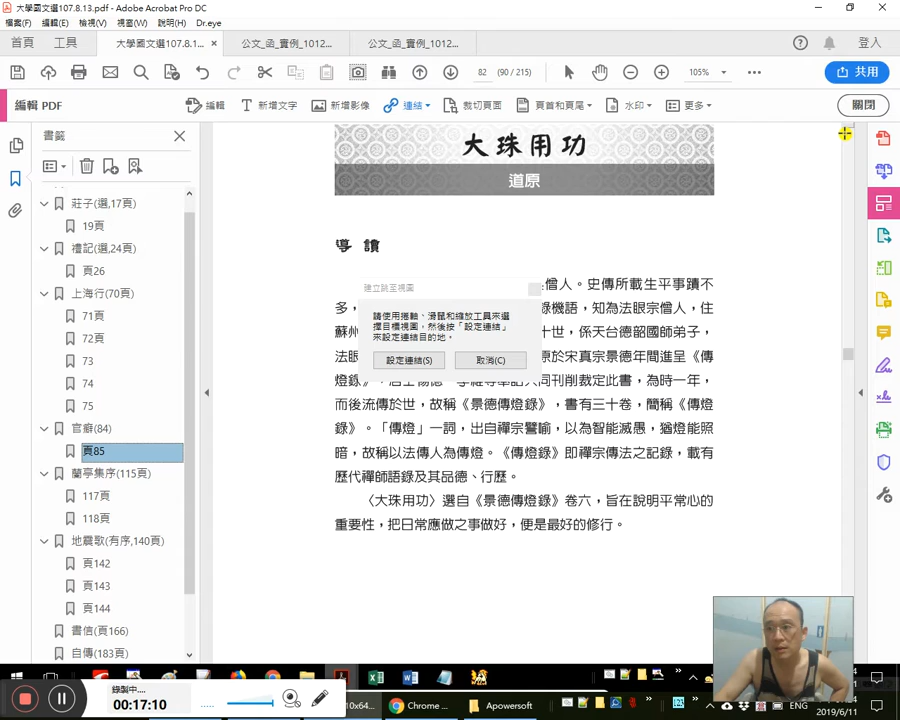 大學國文選107.8.13.pdf - Adobe Acrobat Pro DC
檔案(F) 編輯(E) 檢視(V) 視窗(W) 說明(H) Dr.eye
首頁 工具 大學國文選107.8.1... × 公文_函_實例_1012... 公文_函_實例_1012... 登入
82 (90 / 215) 105% 共用
編輯 PDF 編輯 新增文字 新增影像 連結 裁切頁面 頁首和頁尾 浮水印 更多 關閉
書籤
莊子(選,17頁)
19頁
禮記(選,24頁)
頁26
上海行(70頁)
71頁
72頁
73
74
75
官癖(84)
頁85
蘭亭集序(115頁)
117頁
118頁
地震歌(有序,140頁)
頁142
頁143
頁144
書信(頁166)
自傳(183頁)
大珠用功
道原
導讀
僧人。史傳所載生平事蹟不
多,
錄機語,知為法眼宗僧人,住
蘇州
十世,係天台德韶國師弟子,
法眼
原於宋真宗景德年間進呈《傳
燈錄》
同刊削裁定此書,為時一年,
而後流傳於世,故稱《景德傳燈錄》,書有三十卷,簡稱《傳燈
錄》。「傳燈」一詞,出自禪宗譬喻,以為智能滅愚,猶燈能照
暗,故稱以法傳人為傳燈。《傳燈錄》即禪宗傳法之記錄,載有
歷代禪師語錄及其品德、行歷。
〈大珠用功〉選自《景德傳燈錄》卷六,旨在說明平常心的
重要性,把日常應做之事做好,便是最好的修行。
建立跳至視圖
請使用捲軸、滑鼠和縮放工具來選
擇目標視圖,然後按「設定連結」
來設定連結目的地。
設定連結(S) 取消(C)
錄製中....
00:17:10
10x64... Chrome ... Apowersoft
ENG
2019/6/11